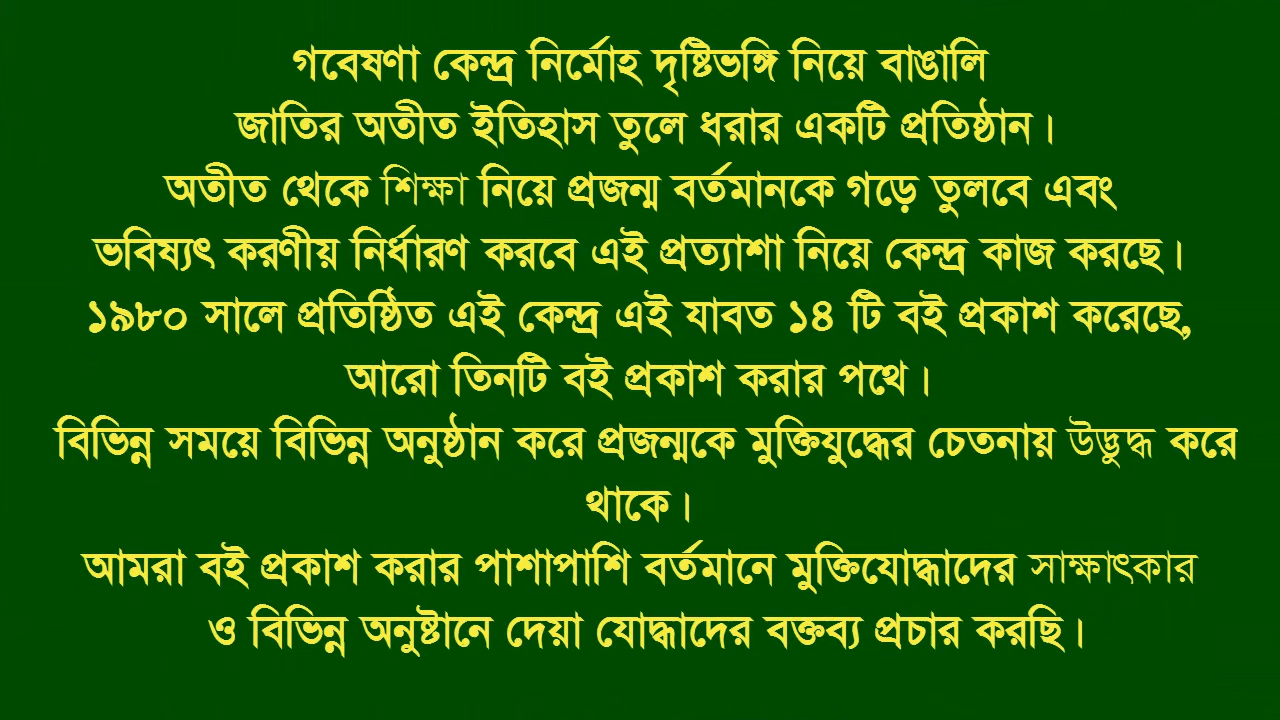 গবেষণা কেন্দ্র নির্মোহ দৃষ্টিভঙ্গি নিয়ে বাঙালি
জাতির অতীত ইতিহাস তুলে ধরার একটি প্রতিষ্ঠান।
অতীত থেকে শিক্ষা নিয়ে প্রজন্ম বর্তমানকে গড়ে তুলবে এবং
ভবিষ্যৎ করণীয় নির্ধারণ করবে এই প্রত্যাশা নিয়ে কেন্দ্র কাজ করছে।
১৯৮০ সালে প্রতিষ্ঠিত এই কেন্দ্র এই যাবত ১৪ টি বই প্রকাশ করেছে,
আরো তিনটি বই প্রকাশ করার পথে।
বিভিন্ন সময়ে বিভিন্ন অনুষ্ঠান করে প্রজন্মকে মুক্তিযুদ্ধের চেতনায় উদ্ভুদ্ধ করে
থাকে।
আমরা বই প্রকাশ করার পাশাপাশি বর্তমানে মুক্তিযোদ্ধাদের সাক্ষাৎকার
ও বিভিন্ন অনুষ্টানে দেয়া যোদ্ধাদের বক্তব্য প্রচার করছি।